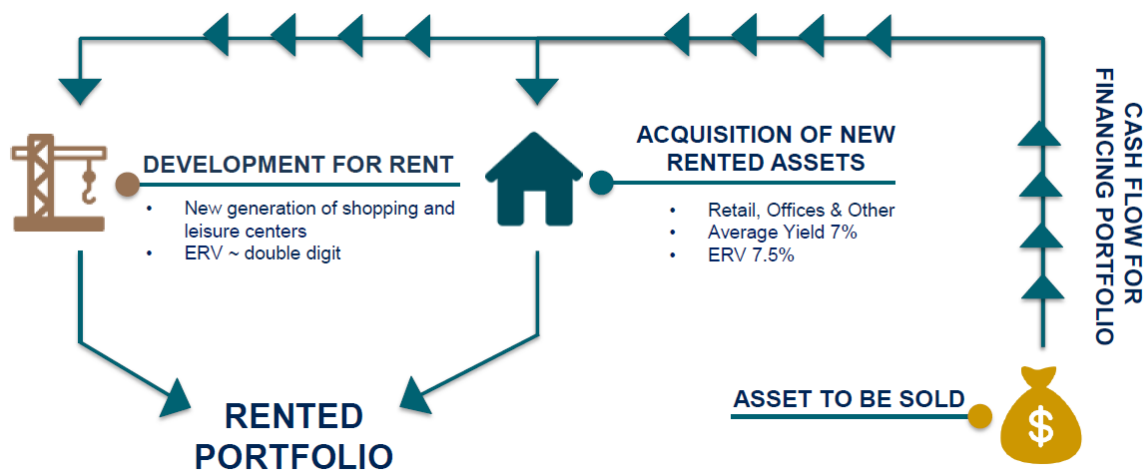 DEVELOPMENT FOR RENT
• New generation of shopping and
leisure centers
• ERV ~ double digit
ACQUISITION OF NEW
RENTED ASSETS
• Retail, Offices & Other
• Average Yield 7%
• ERV 7.5%
CASH FLOW FOR
FINANCING PORTFOLIO
ASSET TO BE SOLD
$
RENTED
PORTFOLIO